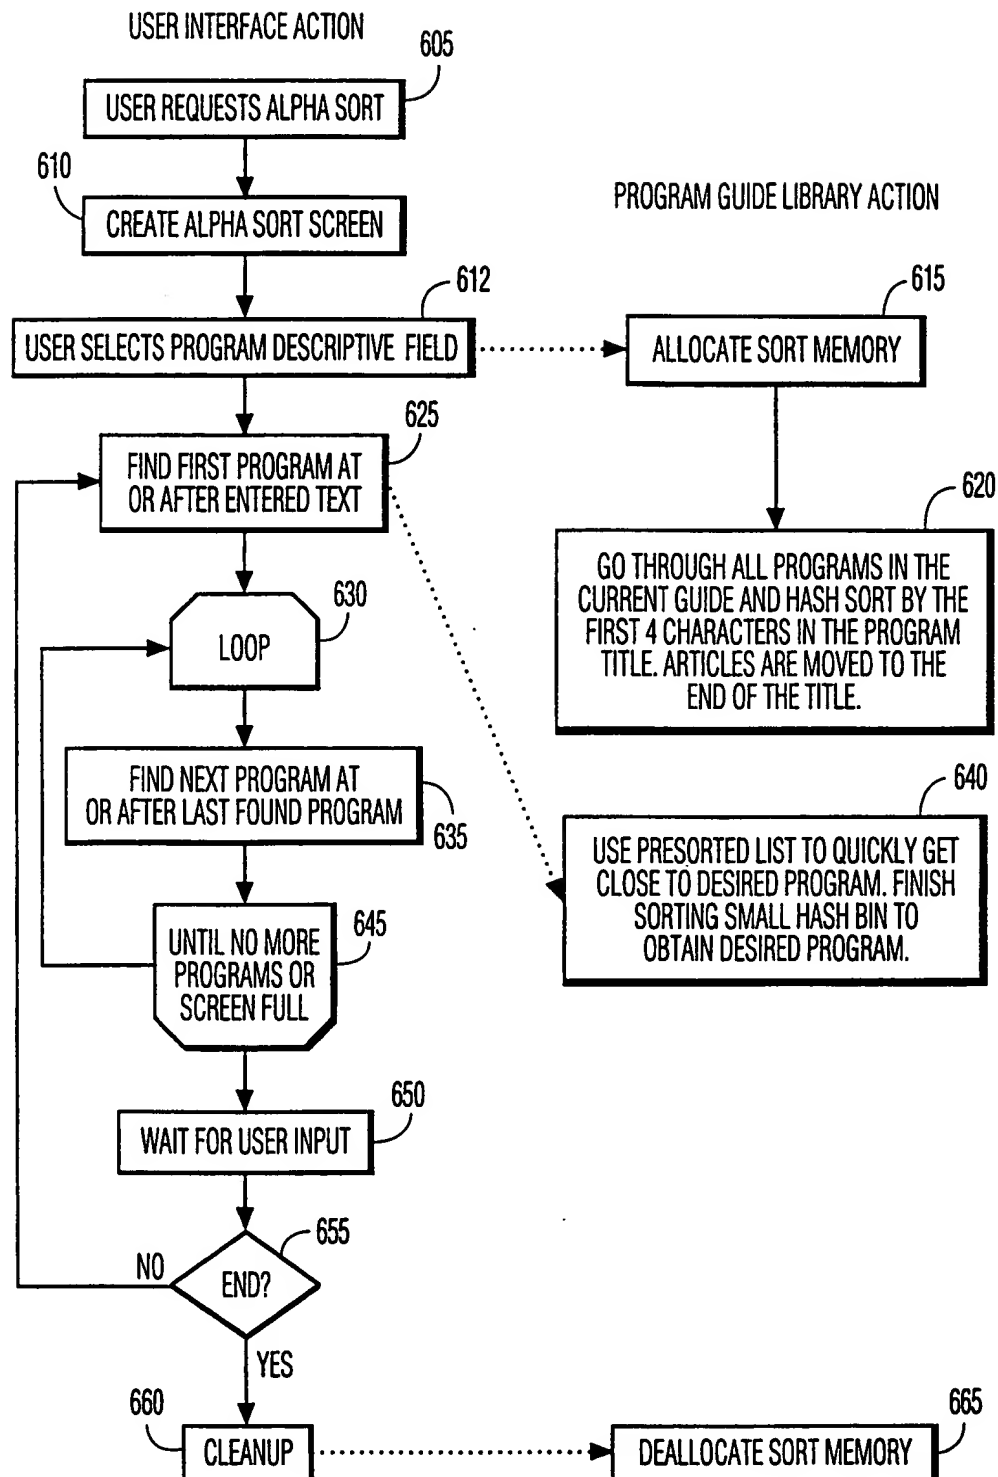 USER INTERFACE ACTION
605
USER REQUESTS ALPHA SORT
610
CREATE ALPHA SORT SCREEN
PROGRAM GUIDE LIBRARY ACTION
612
USER SELECTS PROGRAM DESCRIPTIVE FIELD
615
ALLOCATE SORT MEMORY
625
FIND FIRST PROGRAM AT
OR AFTER ENTERED TEXT
620
GO THROUGH ALL PROGRAMS IN THE
CURRENT GUIDE AND HASH SORT BY THE
FIRST 4 CHARACTERS IN THE PROGRAM
TITLE. ARTICLES ARE MOVED TO THE
END OF THE TITLE.
630
LOOP
FIND NEXT PROGRAM AT
OR AFTER LAST FOUND PROGRAM
635
640
USE PRESORTED LIST TO QUICKLY GET
CLOSE TO DESIRED PROGRAM. FINISH
SORTING SMALL HASH BIN TO
OBTAIN DESIRED PROGRAM.
645
UNTIL NO MORE
PROGRAMS OR
SCREEN FULL
650
WAIT FOR USER INPUT
655
END?
NO
YES
660
CLEANUP
665
DEALLOCATE SORT MEMORY